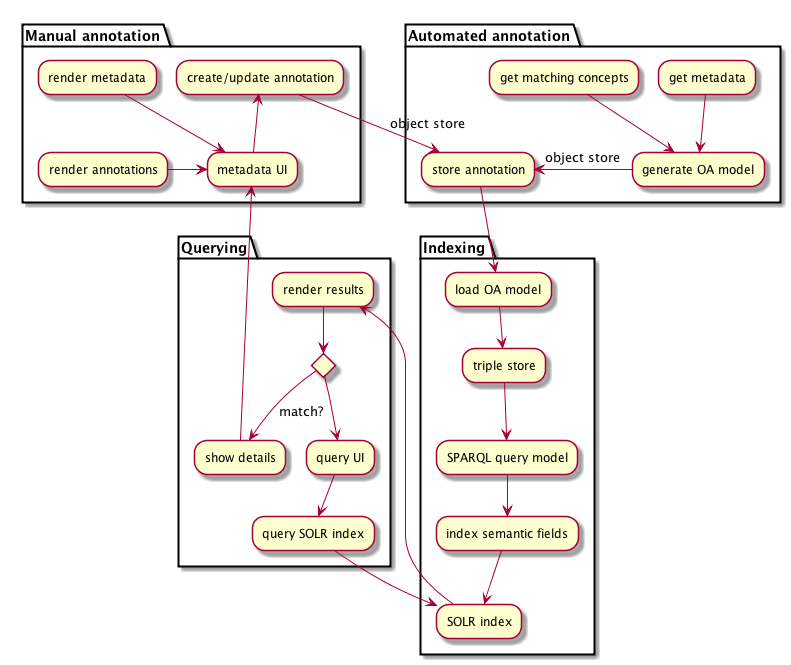 Manual annotation
Automated annotation
render metadata
create/update annotation
get matching concepts
get metadata
object store
object store
render annotations
metadata UI
store annotation
generate OA model
Querying
Indexing
render results
load OA model
triple store
match?
show details
query UI
SPARQL query model
query SOLR index
index semantic fields
SOLR index